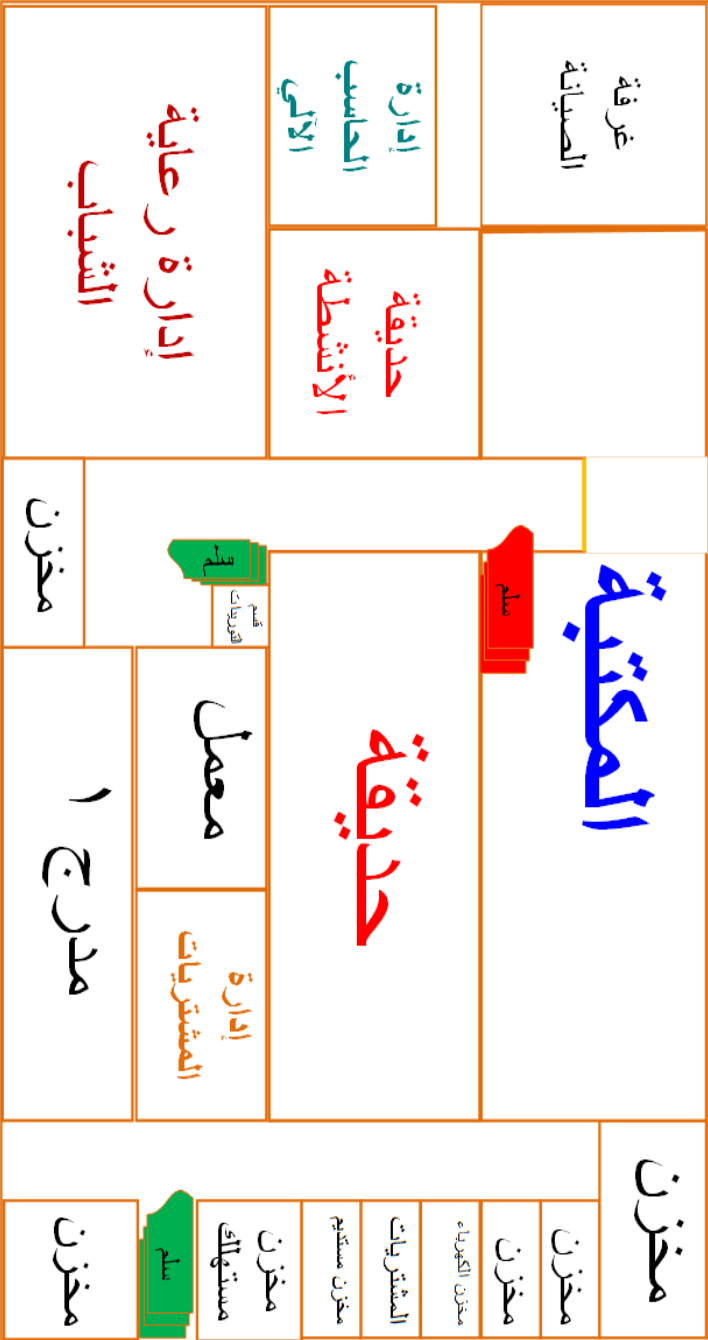 غرفة
الصيانة
إدارة
الحاسب
الآلي
إدارة رعاية
الشباب
حديقة
الأنشطة
مخزن
سلم
قسم
التوريدات
سلم
المكتبة
حديقة
معمل
مدرج ١
إدارة
المشتريات
مخزن
مخزن
مخزن
مخزن الكهرباء
المشتريات
مخزن مستديم
مخزن
مستهلك
سلم
مخزن